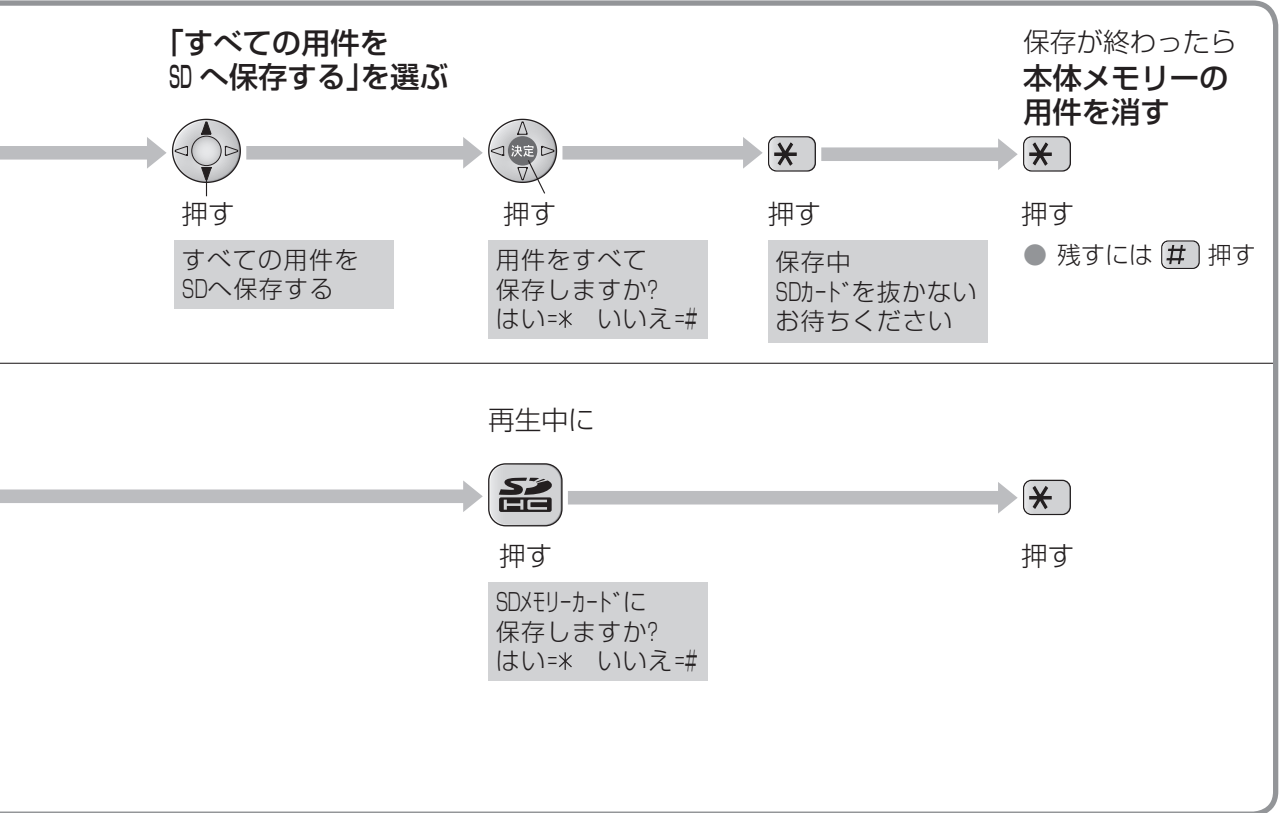 「すべての用件を
SDへ保存する」を選ぶ
保存が終わったら
本体メモリーの
用件を消す
決定
＊
＊
押す
押す
押す
押す
すべての用件を
SDへ保存する
用件をすべて
保存しますか?
はい=＊　いいえ=#
保存中
SDｶｰﾄﾞを抜かない
お待ちください
● 残すには # 押す
再生中に
SD
HC
＊
押す
押す
SDﾒﾓﾘｰｶｰﾄﾞに
保存しますか?
はい=＊　いいえ=#